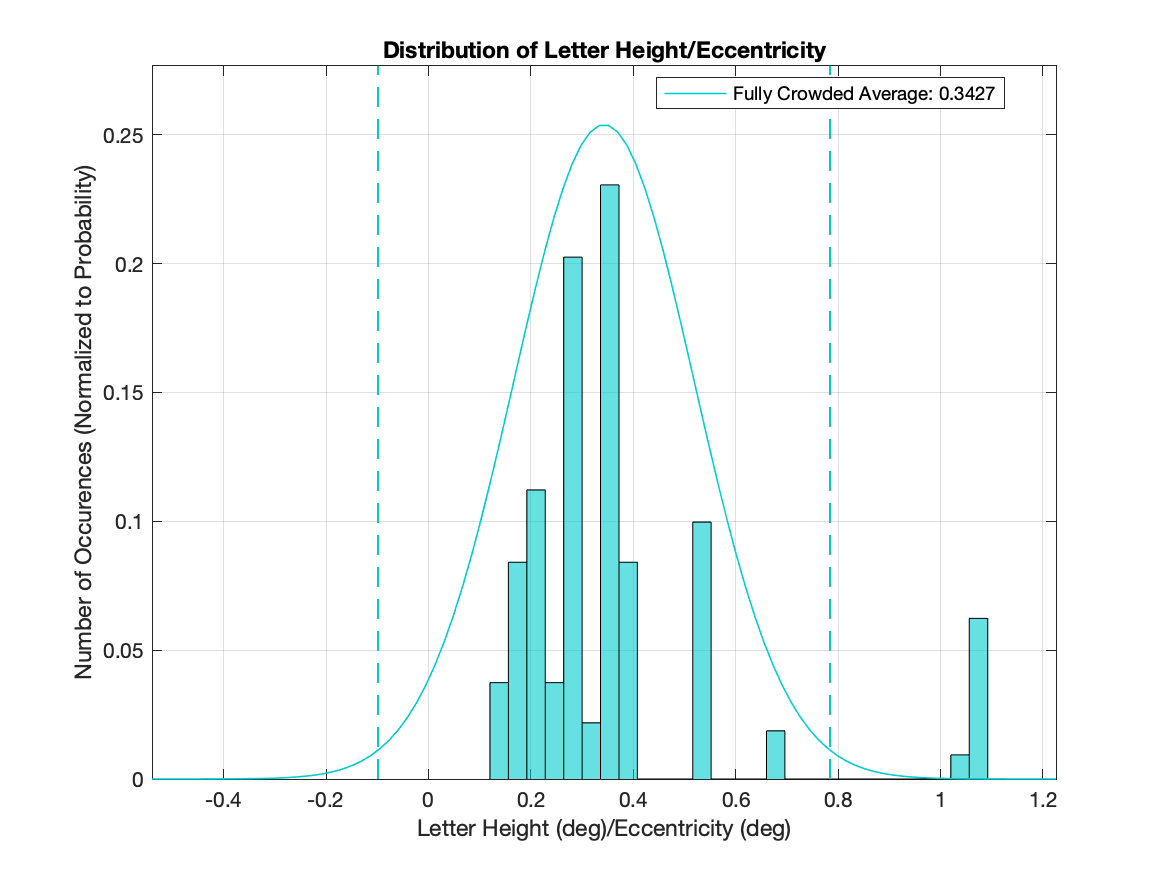 Distribution of Letter Height/Eccentricity
Fully Crowded Average: 0.3427
Number of Occurences (Normalized to Probability)
0.25
0.2
0.15
0.1
0.05
0
-0.4 -0.2 0 0.2 0.4 0.6 0.8 1 1.2
Letter Height (deg)/Eccentricity (deg)